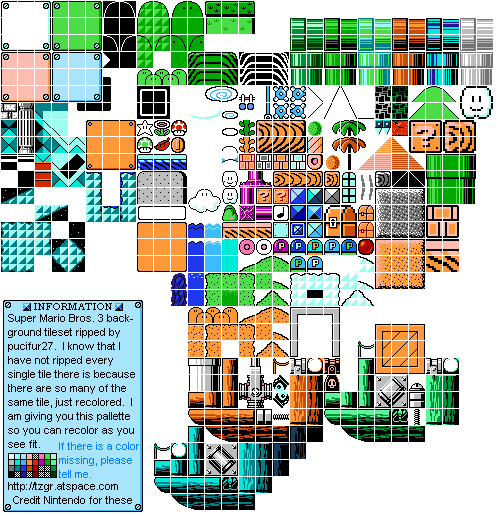 INFORMATION
Super Mario Bros. 3 back-
ground tileset ripped by
pucifur27. I know that I
have not ripped every
single tile there is because
there are so many of the
same tile, just recolored. I
am giving you this pallette
so you can recolor as you
see fit.
If there is a color
missing, please
tell me.
http://tzgr.atspace.com
Credit Nintendo for these
? ?
? ?
P P P
P P